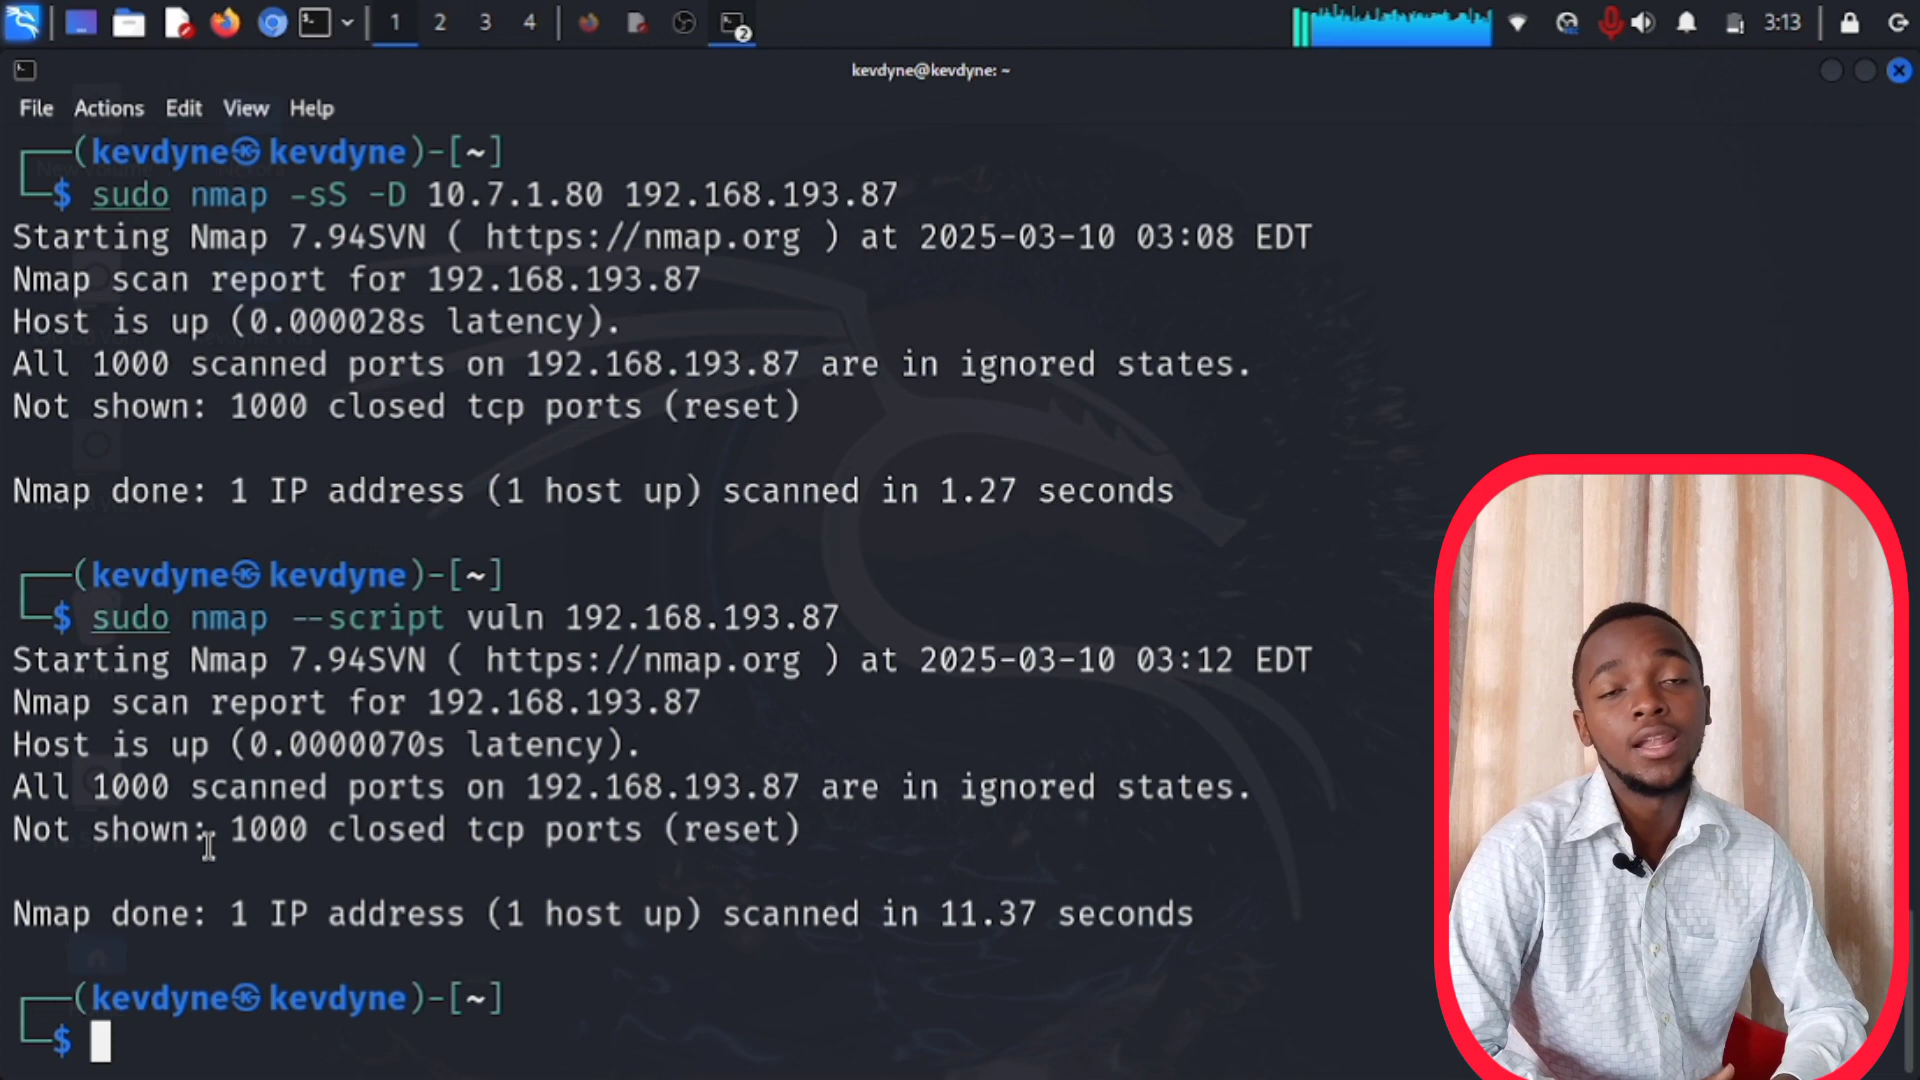 1 2 3 4 2 3:13
kevdyne@kevdyne: ~
File Actions Edit View Help
(kevdyne㉿kevdyne)-[~]
$ sudo nmap -sS -D 10.7.1.80 192.168.193.87
Starting Nmap 7.94SVN ( https://nmap.org ) at 2025-03-10 03:08 EDT
Nmap scan report for 192.168.193.87
Host is up (0.000028s latency).
All 1000 scanned ports on 192.168.193.87 are in ignored states.
Not shown: 1000 closed tcp ports (reset)
Nmap done: 1 IP address (1 host up) scanned in 1.27 seconds
(kevdyne㉿kevdyne)-[~]
$ sudo nmap --script vuln 192.168.193.87
Starting Nmap 7.94SVN ( https://nmap.org ) at 2025-03-10 03:12 EDT
Nmap scan report for 192.168.193.87
Host is up (0.0000070s latency).
All 1000 scanned ports on 192.168.193.87 are in ignored states.
Not shown: 1000 closed tcp ports (reset)
Nmap done: 1 IP address (1 host up) scanned in 11.37 seconds
(kevdyne㉿kevdyne)-[~]
$